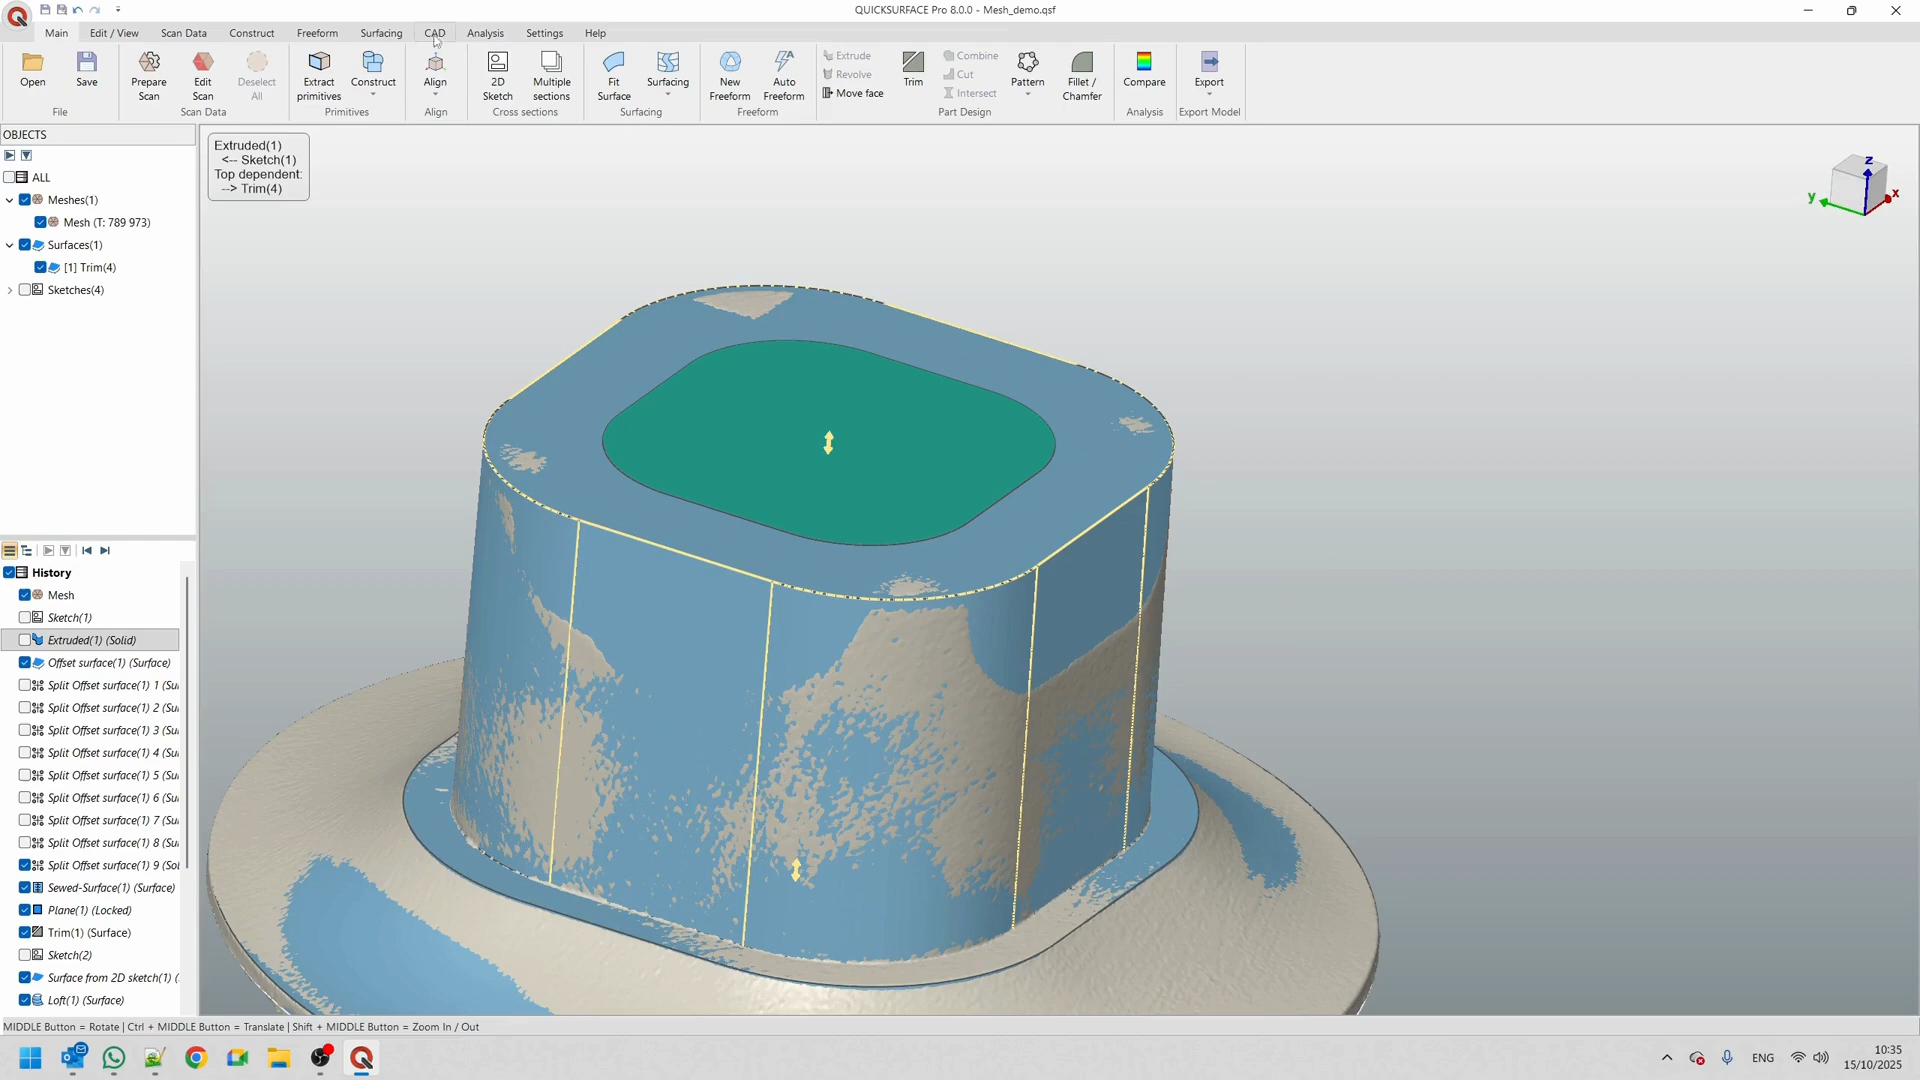 QUICKSURFACE Pro 8.0.0 - Mesh_demo.qsf
Main Edit / View Scan Data Construct Freeform Surfacing CAD Analysis Settings Help
Open
Save
File
Prepare Scan
Edit Scan
Deselect All
Scan Data
Extract primitives
Construct
Primitives
Align
Align
2D Sketch
Multiple sections
Cross sections
Fit Surface
Surfacing
Surfacing
New Freeform
Auto Freeform
Freeform
Extrude
Revolve
Move face
Trim
Combine
Cut
Intersect
Pattern
Fillet / Chamfer
Part Design
Compare
Analysis
Export
Export Model
OBJECTS
ALL
Meshes(1)
Mesh (T: 789 973)
Surfaces(1)
[1] Trim(4)
Sketches(4)
Extruded(1)
<-- Sketch(1)
Top dependent:
--> Trim(4)
z
y
x
History
Mesh
Sketch(1)
Extruded(1) (Solid)
Offset surface(1) (Surface)
Split Offset surface(1) 1 (Su
Split Offset surface(1) 2 (Su
Split Offset surface(1) 3 (Su
Split Offset surface(1) 4 (Su
Split Offset surface(1) 5 (Su
Split Offset surface(1) 6 (Su
Split Offset surface(1) 7 (Su
Split Offset surface(1) 8 (Su
Split Offset surface(1) 9 (Sol
Sewed-Surface(1) (Surface)
Plane(1) (Locked)
Trim(1) (Surface)
Sketch(2)
Surface from 2D sketch(1) (
Loft(1) (Surface)
MIDDLE Button = Rotate | Ctrl + MIDDLE Button = Translate | Shift + MIDDLE Button = Zoom In / Out
ENG
10:35
15/10/2025